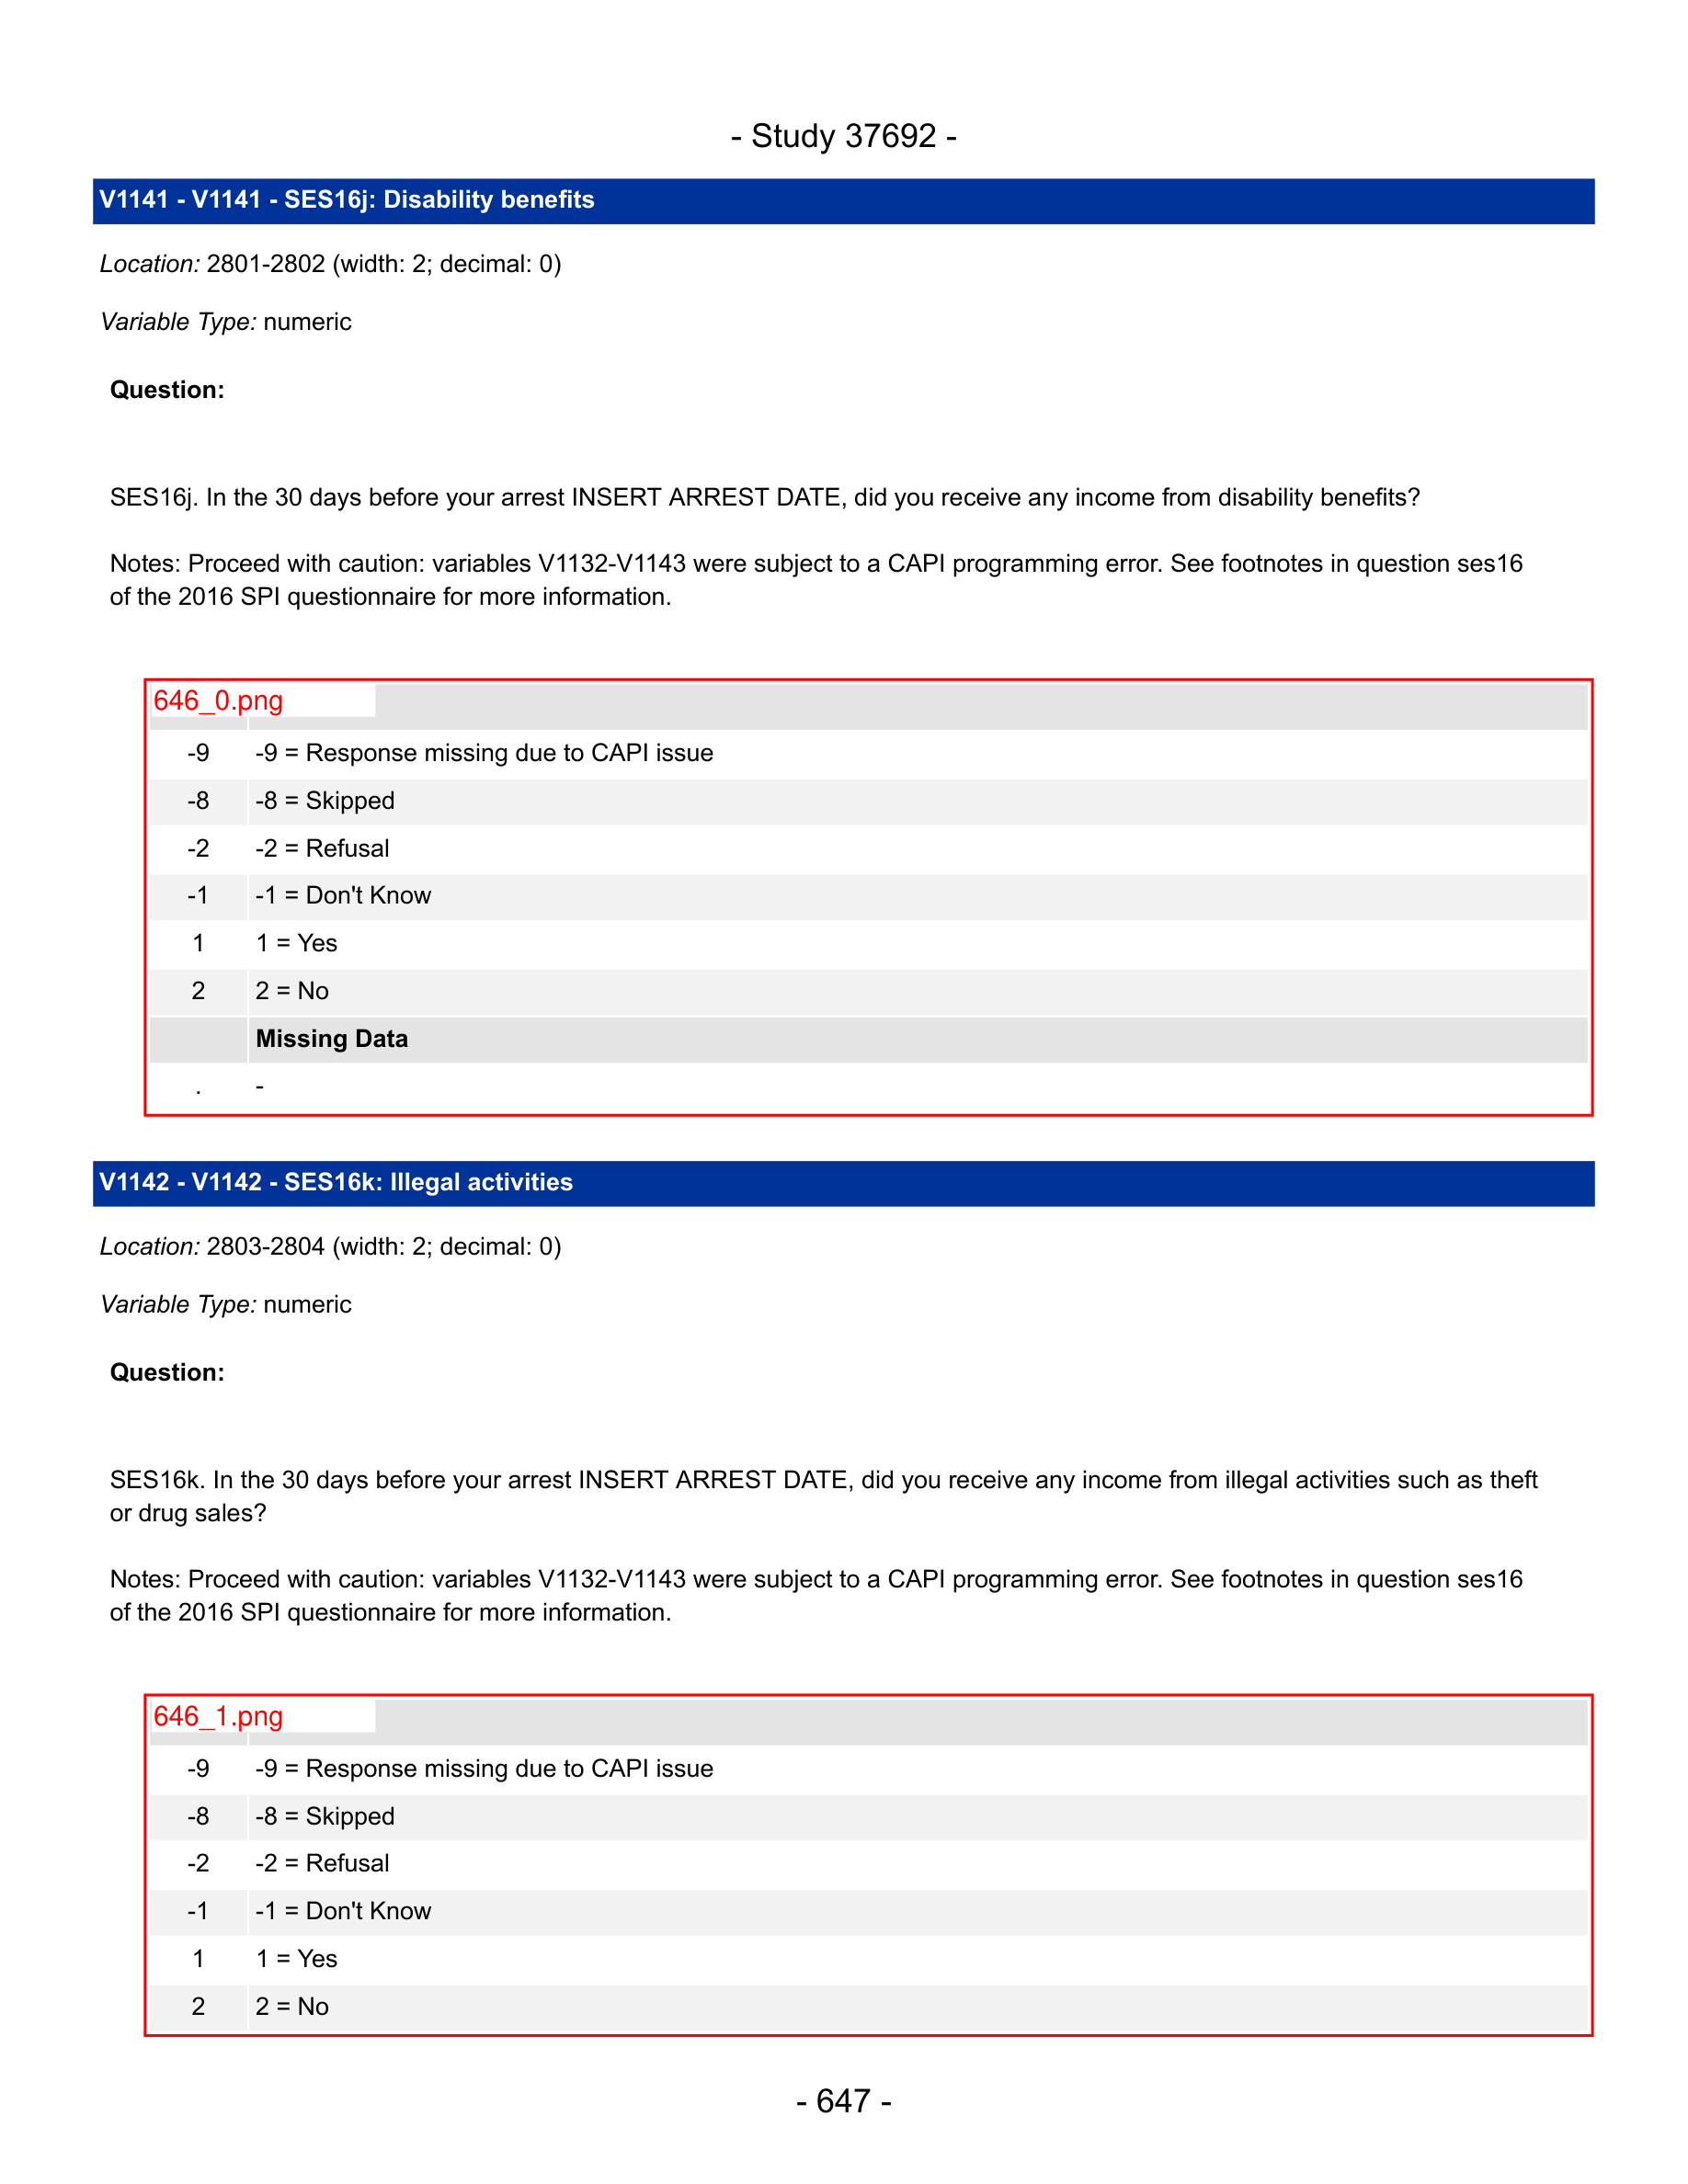 - Study 37692 -
V1141 - V1141 - SES16j: Disability benefits
Location: 2801-2802 (width: 2; decimal: 0)
Variable Type: numeric
Question:
SES16j. In the 30 days before your arrest INSERT ARREST DATE, did you receive any income from disability benefits?
Notes: Proceed with caution: variables V1132-V1143 were subject to a CAPI programming error. See footnotes in question ses16
of the 2016 SPI questionnaire for more information.
646_0.png
-9 -9 = Response missing due to CAPI issue
-8 -8 = Skipped
-2 -2 = Refusal
-1 -1 = Don't Know
1 1 = Yes
2 2 = No
Missing Data
. -
V1142 - V1142 - SES16k: Illegal activities
Location: 2803-2804 (width: 2; decimal: 0)
Variable Type: numeric
Question:
SES16k. In the 30 days before your arrest INSERT ARREST DATE, did you receive any income from illegal activities such as theft
or drug sales?
Notes: Proceed with caution: variables V1132-V1143 were subject to a CAPI programming error. See footnotes in question ses16
of the 2016 SPI questionnaire for more information.
646_1.png
-9 -9 = Response missing due to CAPI issue
-8 -8 = Skipped
-2 -2 = Refusal
-1 -1 = Don't Know
1 1 = Yes
2 2 = No
- 647 -